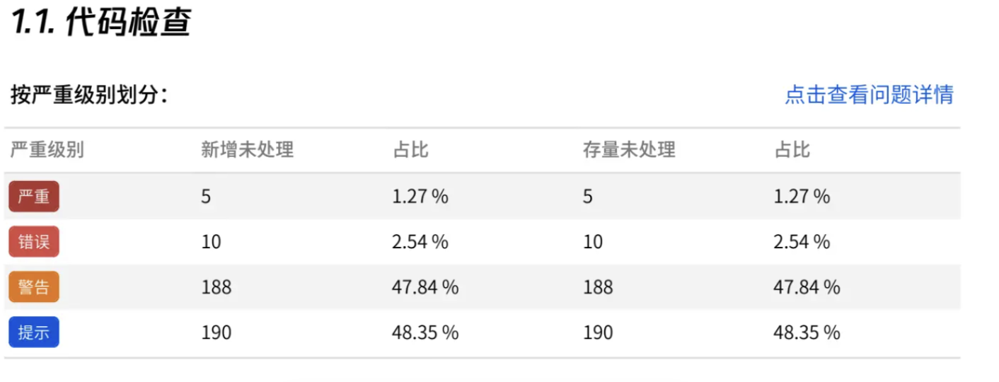 1.1. 代码检查
按严重级别划分： 点击查看问题详情
严重级别 新增未处理 占比 存量未处理 占比
严重 5 1.27 % 5 1.27 %
错误 10 2.54 % 10 2.54 %
警告 188 47.84 % 188 47.84 %
提示 190 48.35 % 190 48.35 %